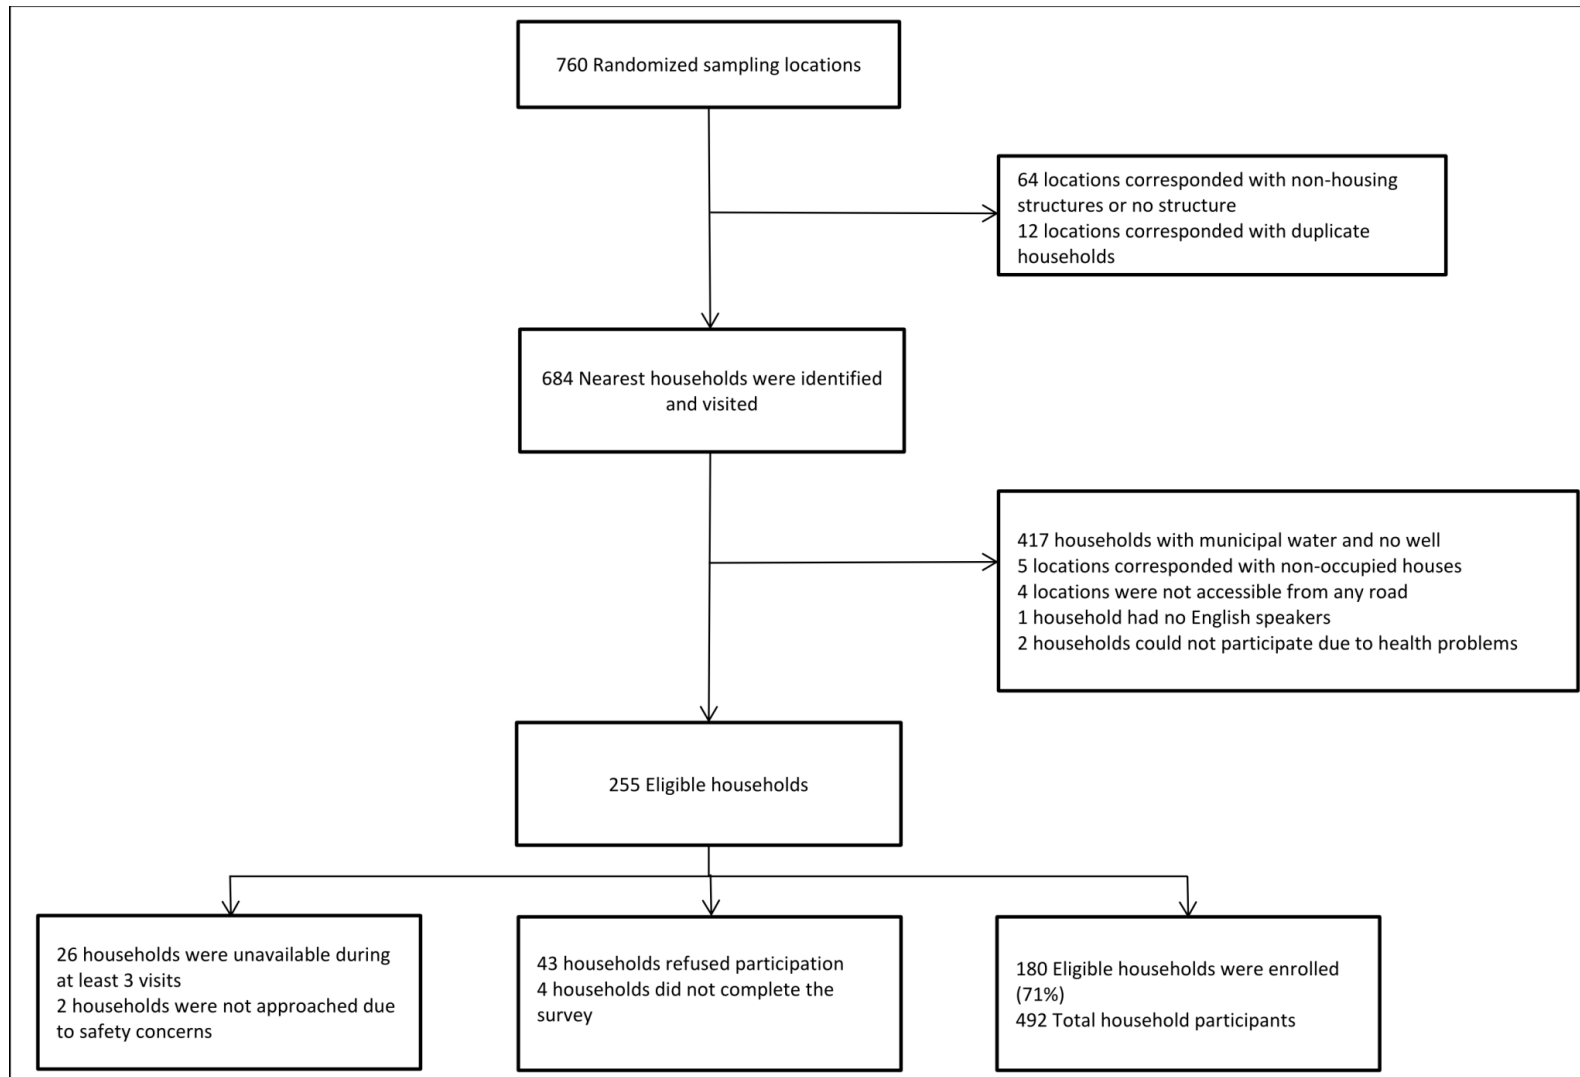 760 Randomized sampling locations
64 locations corresponded with non-housing
structures or no structure
12 locations corresponded with duplicate
households
684 Nearest households were identified
and visited
417 households with municipal water and no well
5 locations corresponded with non-occupied houses
4 locations were not accessible from any road
1 household had no English speakers
2 households could not participate due to health problems
255 Eligible households
26 households were unavailable during
at least 3 visits
2 households were not approached due
to safety concerns
43 households refused participation
4 households did not complete the
survey
180 Eligible households were enrolled
(71%)
492 Total household participants